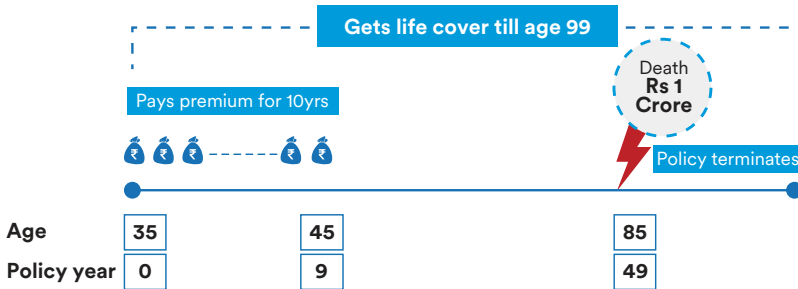 Gets life cover till age 99
Death
Rs 1
Crore
Pays premium for 10yrs
₹ ₹ ₹ ₹ ₹
Policy terminates
Age 35 45 85
Policy year 0 9 49